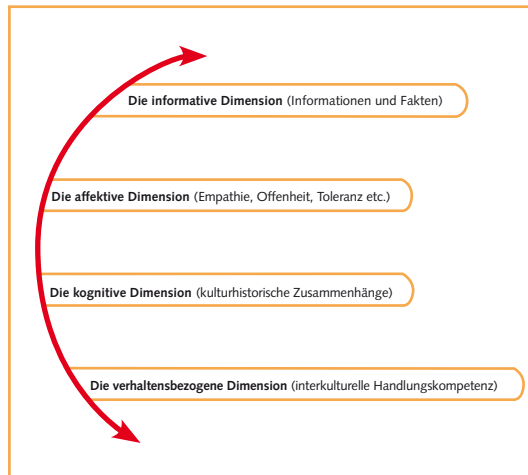 Die informative Dimension (Informationen und Fakten)
Die affektive Dimension (Empathie, Offenheit, Toleranz etc.)
Die kognitive Dimension (kulturhistorische Zusammenhänge)
Die verhaltensbezogene Dimension (interkulturelle Handlungskompetenz)